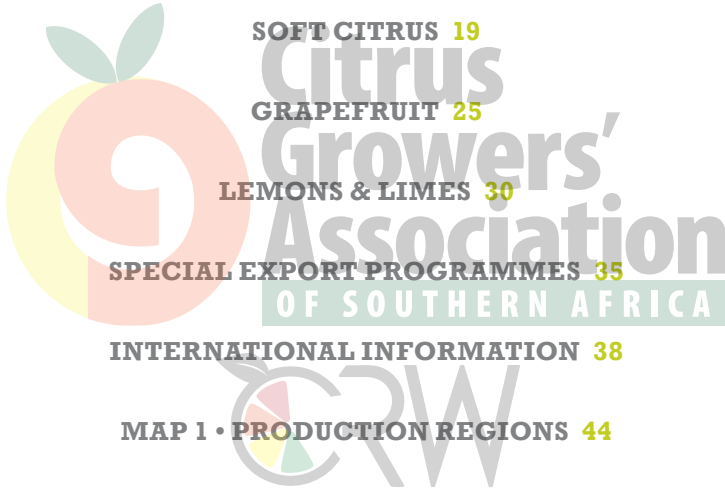 SOFT CITRUS 19
Citrus
GRAPEFRUIT 25
Growers'
LEMONS & LIMES 30
Association
SPECIAL EXPORT PROGRAMMES 35
OF SOUTHERN AFRICA
INTERNATIONAL INFORMATION 38
CRW
MAP 1 • PRODUCTION REGIONS 44